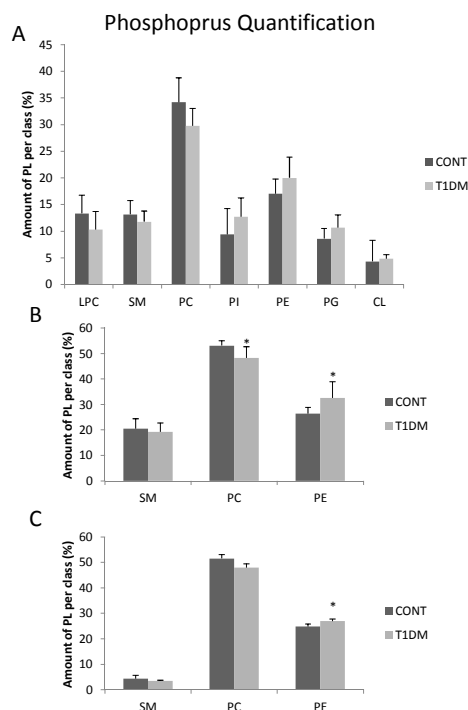 Phosphoprus Quantification
A
Amount of PL per class (%)
45
40
35
30
25
20
15
10
5
0
LPC SM PC PI PE PG CL
CONT
T1DM
B
Amount of PL per class (%)
60
50
40
30
20
10
0
* *
SM PC PE
CONT
T1DM
C
Amount of PL per class (%)
60
50
40
30
20
10
0
*
SM PC PE
CONT
T1DM